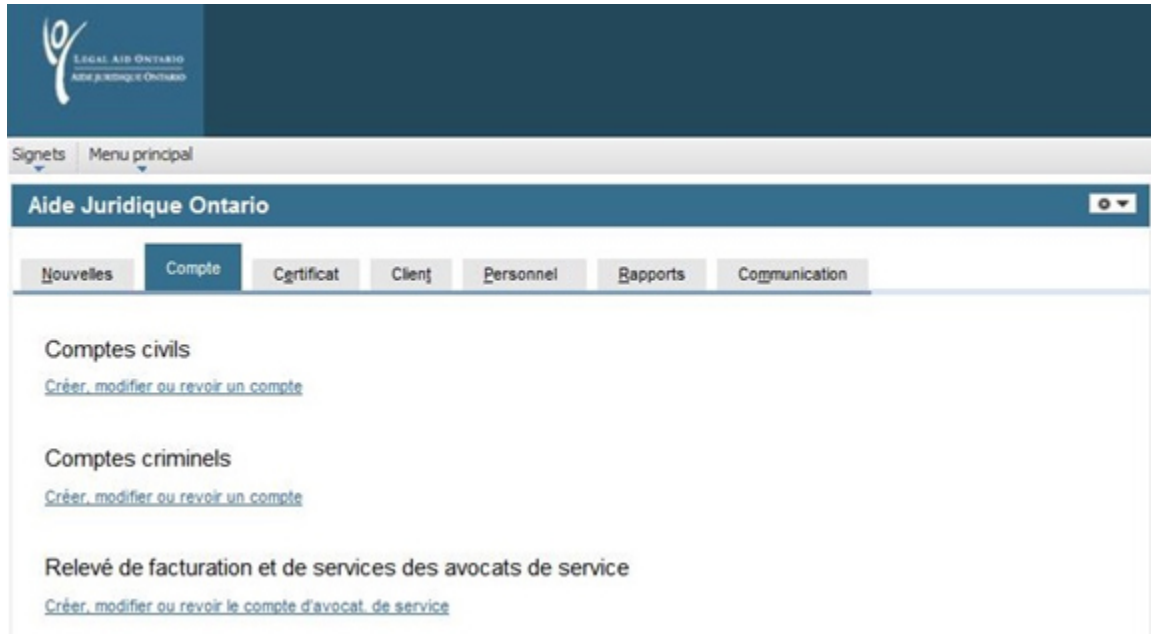 LEGAL AID ONTARIO
AIDE JURIDIQUE ONTARIO
Signets Menu principal
Aide Juridique Ontario
Nouvelles Compte Certificat Client Personnel Rapports Communication
Comptes civils
Créer, modifier ou revoir un compte
Comptes criminels
Créer, modifier ou revoir un compte
Relevé de facturation et de services des avocats de service
Créer, modifier ou revoir le compte d'avocat. de service